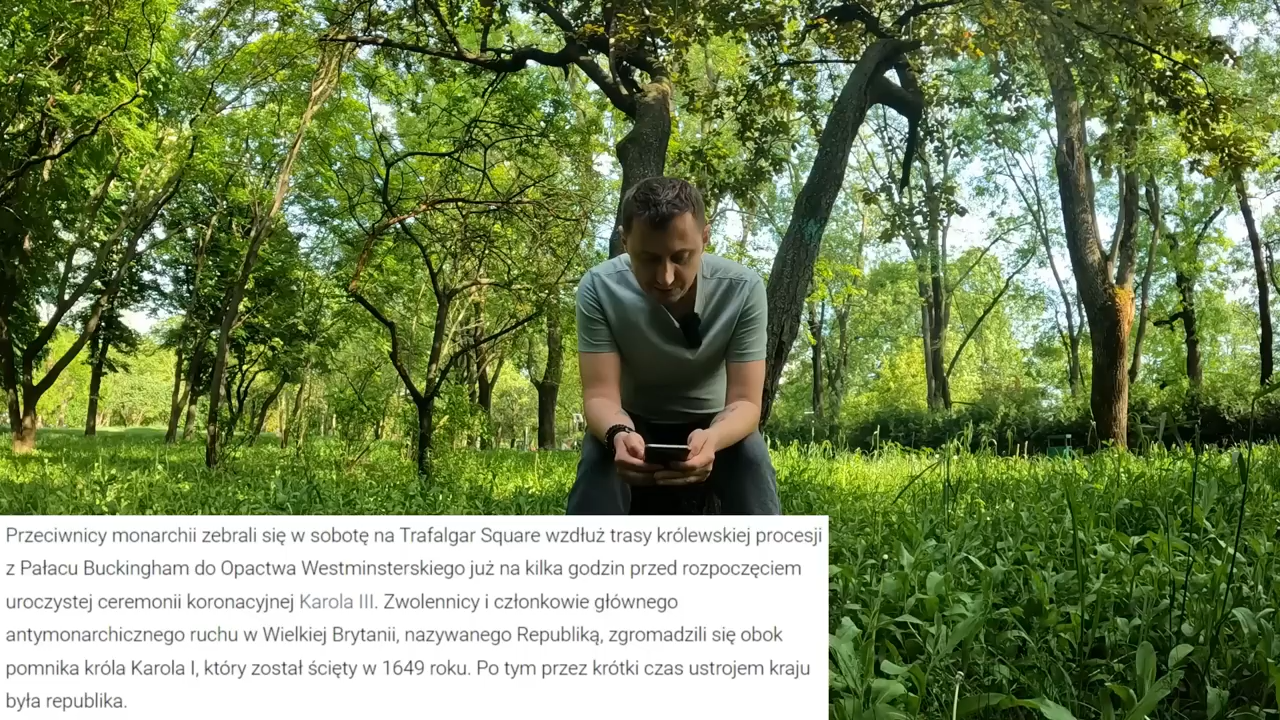 Przeciwnicy monarchii zebrali się w sobotę na Trafalgar Square wzdłuż trasy królewskiej procesji
z Pałacu Buckingham do Opactwa Westminsterskiego już na kilka godzin przed rozpoczęciem
uroczystej ceremonii koronacyjnej Karola III. Zwolennicy i członkowie głównego
antymonarchicznego ruchu w Wielkiej Brytanii, nazywanego Republiką, zgromadzili się obok
pomnika króla Karola I, który został ścięty w 1649 roku. Po tym przez krótki czas ustrojem kraju
była republika.